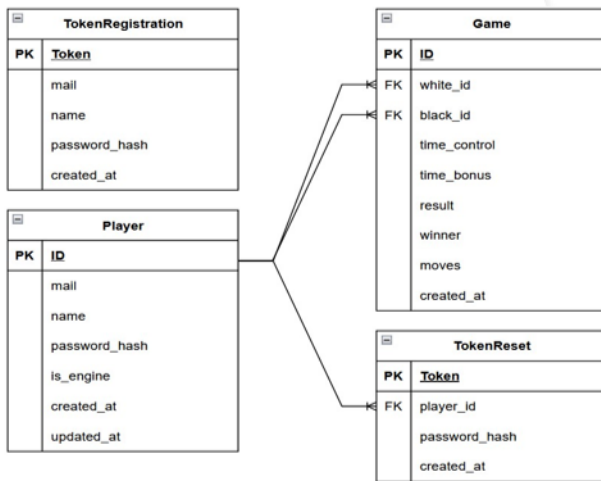 TokenRegistration
PK Token
mail
name
password_hash
created_at
Player
PK ID
mail
name
password_hash
is_engine
created_at
updated_at
Game
PK ID
FK white_id
FK black_id
time_control
time_bonus
result
winner
moves
created_at
TokenReset
PK Token
FK player_id
password_hash
created_at